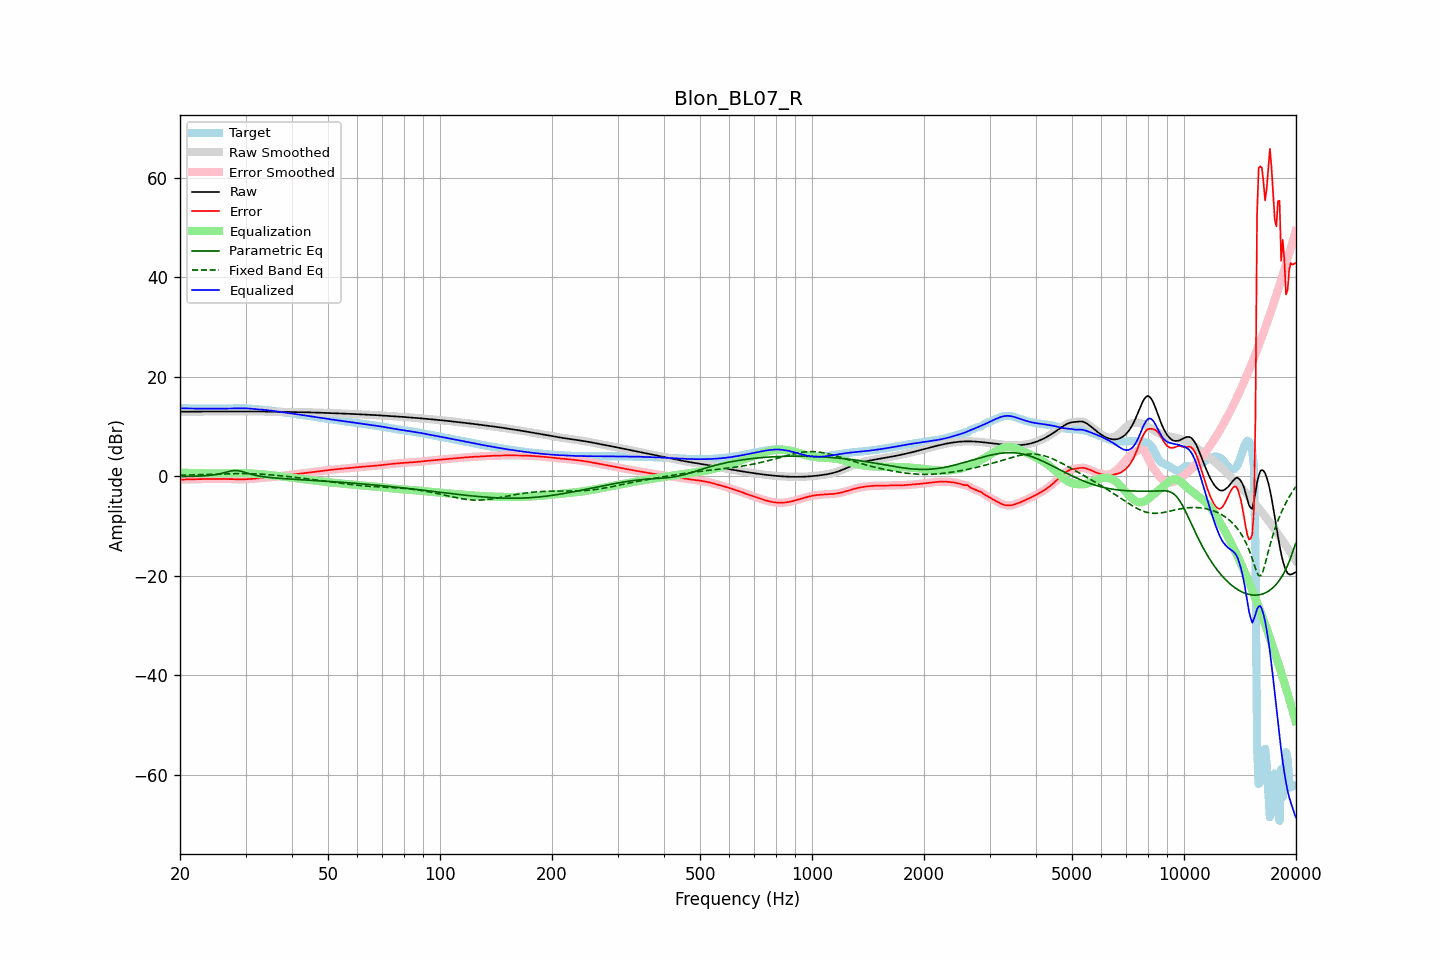 Blon_BL07_R
Target
Raw Smoothed
Error Smoothed
Raw
Error
Equalization
Parametric Eq
Fixed Band Eq
Equalized
Amplitude (dBr)
60
40
20
0
−20
−40
−60
20 50 100 200 500 1000 2000 5000 10000 20000
Frequency (Hz)